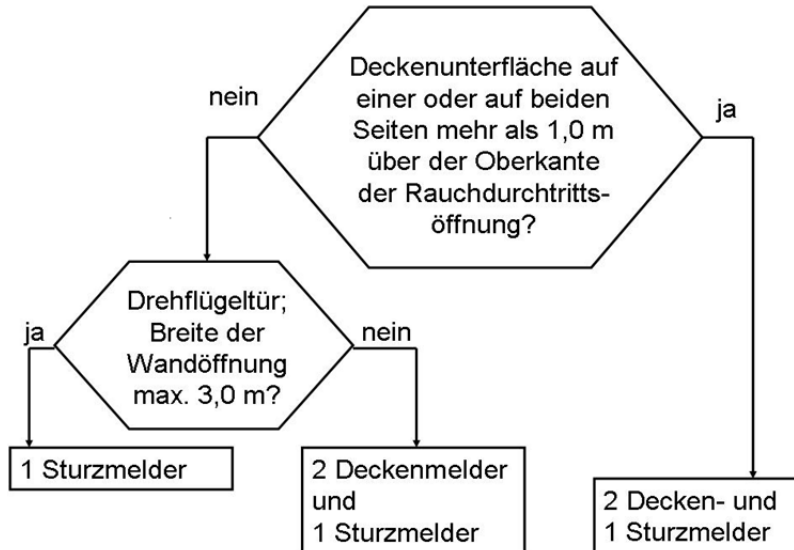 Deckenunterfläche auf
einer oder auf beiden
Seiten mehr als 1,0 m
über der Oberkante
der Rauchdurchtritts-
öffnung?
nein
ja
Drehflügeltür;
Breite der
Wandöffnung
max. 3,0 m?
ja
nein
1 Sturzmelder
2 Deckenmelder
und
1 Sturzmelder
2 Decken- und
1 Sturzmelder